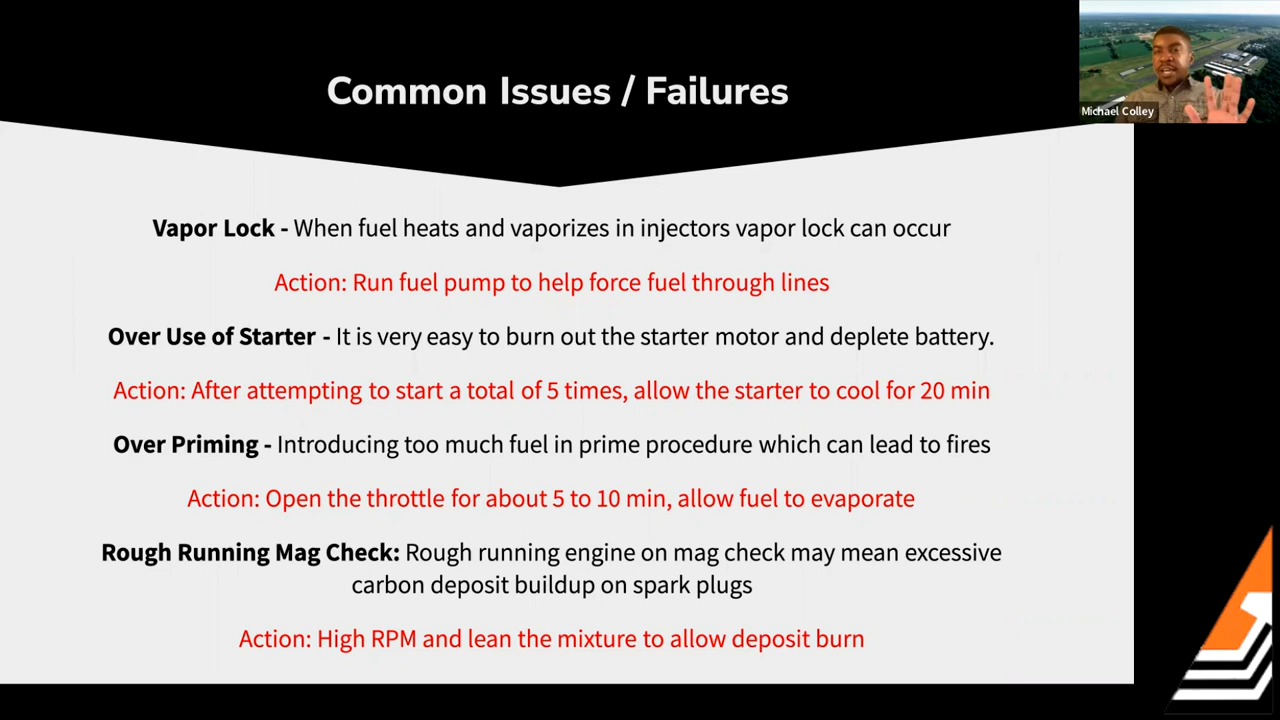 Common Issues / Failures
Michael Colley
Vapor Lock - When fuel heats and vaporizes in injectors vapor lock can occur
Action: Run fuel pump to help force fuel through lines
Over Use of Starter - It is very easy to burn out the starter motor and deplete battery.
Action: After attempting to start a total of 5 times, allow the starter to cool for 20 min
Over Priming - Introducing too much fuel in prime procedure which can lead to fires
Action: Open the throttle for about 5 to 10 min, allow fuel to evaporate
Rough Running Mag Check: Rough running engine on mag check may mean excessive
carbon deposit buildup on spark plugs
Action: High RPM and lean the mixture to allow deposit burn